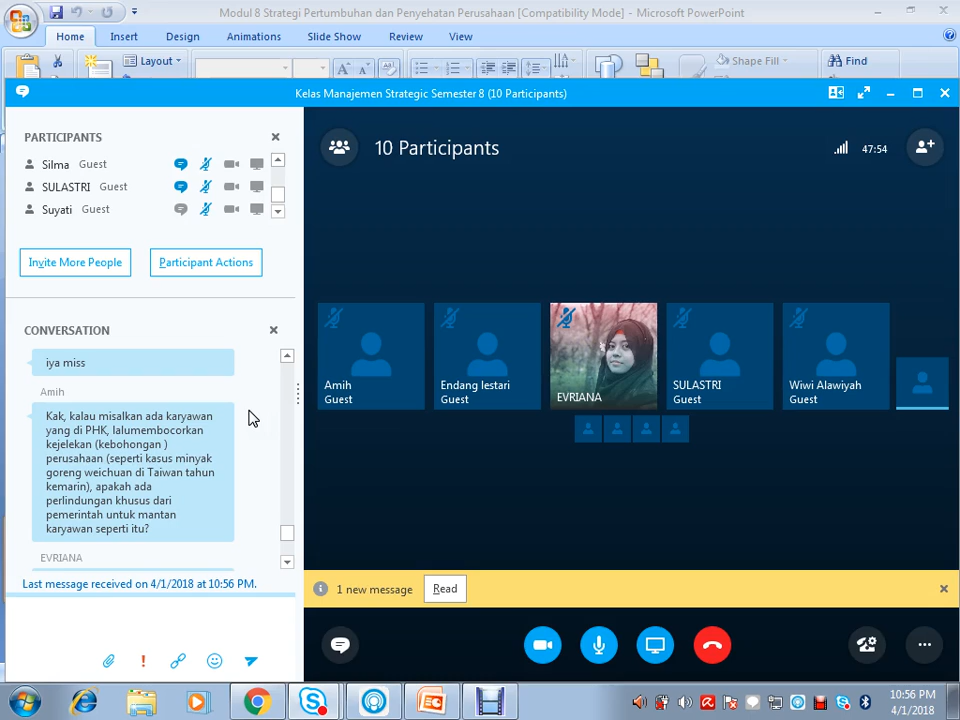 Modul 8 Strategi Pertumbuhan dan Penyehatan Perusahaan [Compatibility Mode] - Microsoft PowerPoint
Home Insert Design Animations Slide Show Review View
Layout Shape Fill Find
Kelas Manajemen Strategic Semester 8 (10 Participants)
PARTICIPANTS
Silma Guest
SULASTRI Guest
Suyati Guest
Invite More People Participant Actions
CONVERSATION
iya miss
Amih
Kak, kalau misalkan ada karyawan
yang di PHK, lalumembocorkan
kejelekan (kebohongan )
perusahaan (seperti kasus minyak
goreng weichuan di Taiwan tahun
kemarin), apakah ada
perlindungan khusus dari
pemerintah untuk mantan
karyawan seperti itu?
EVRIANA
Last message received on 4/1/2018 at 10:56 PM.
10 Participants
47:54
Amih
Guest
Endang lestari
Guest
EVRIANA
SULASTRI
Guest
Wiwi Alawiyah
Guest
1 new message Read
10:56 PM
4/1/2018